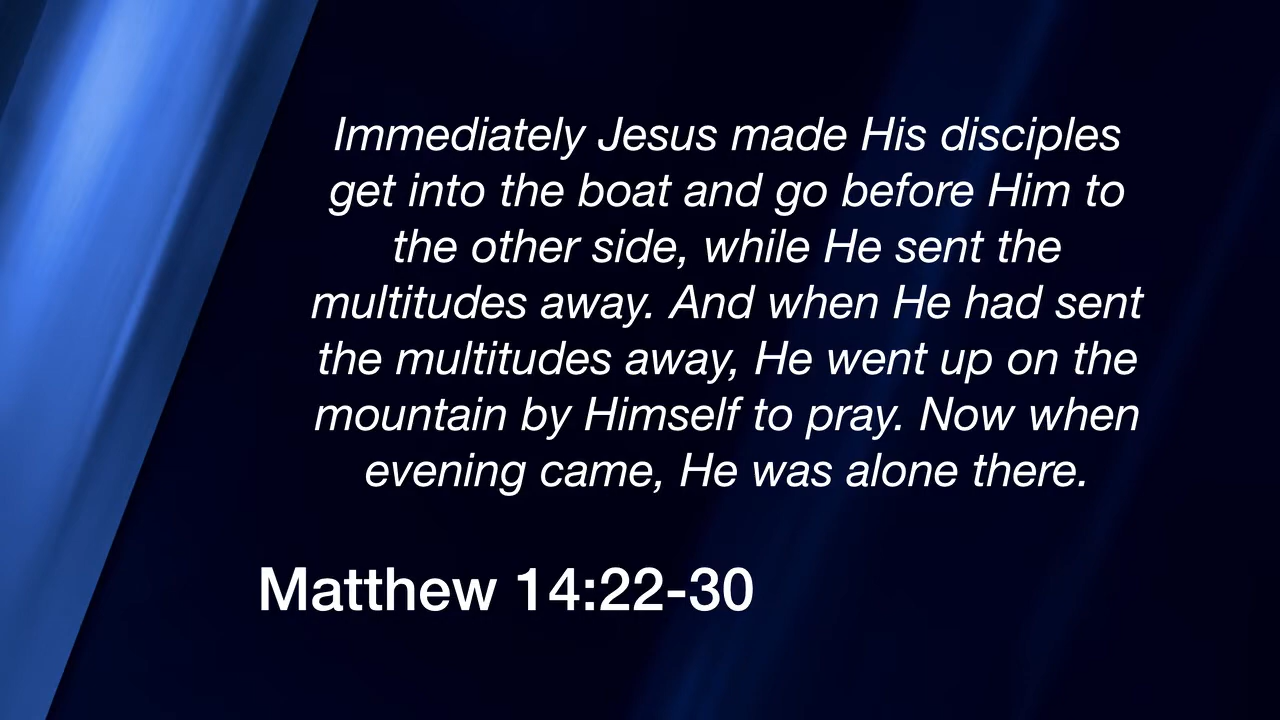 Immediately Jesus made His disciples
get into the boat and go before Him to
the other side, while He sent the
multitudes away. And when He had sent
the multitudes away, He went up on the
mountain by Himself to pray. Now when
evening came, He was alone there.
Matthew 14:22-30